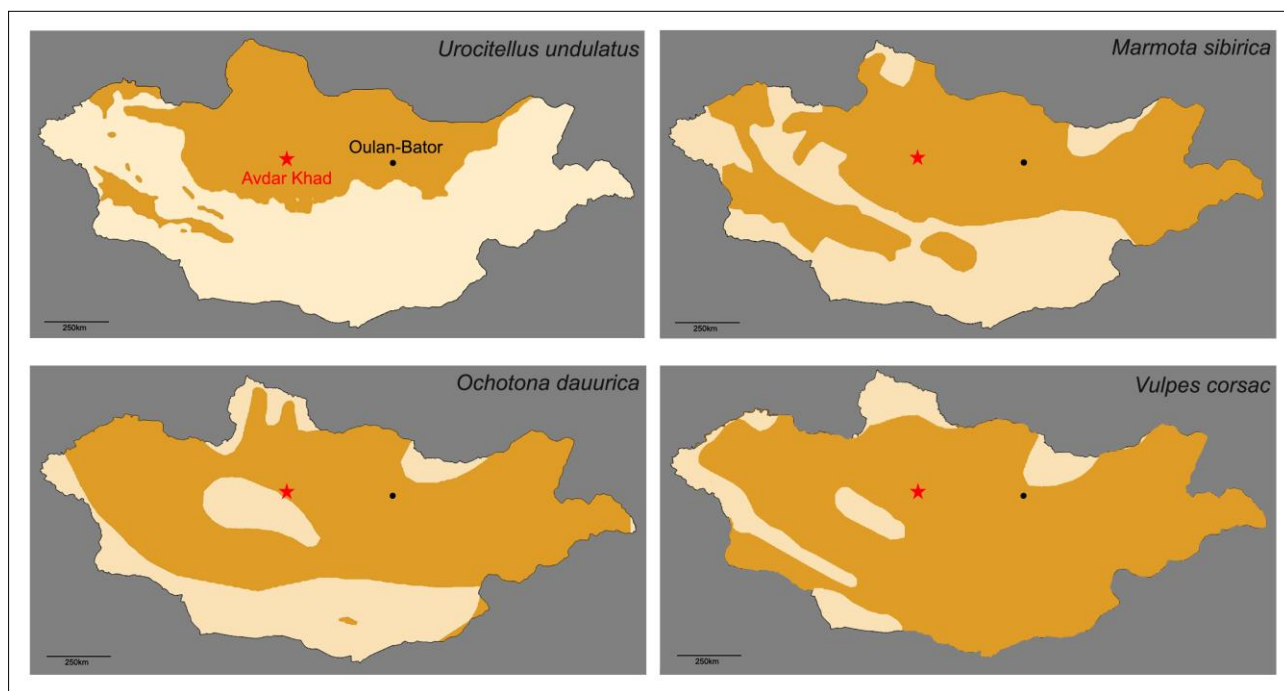 Urocitellus undulatus
Oulan-Bator
Avdar Khad
250km
Marmota sibirica
250km
Ochotona dauurica
250km
Vulpes corsac
250km